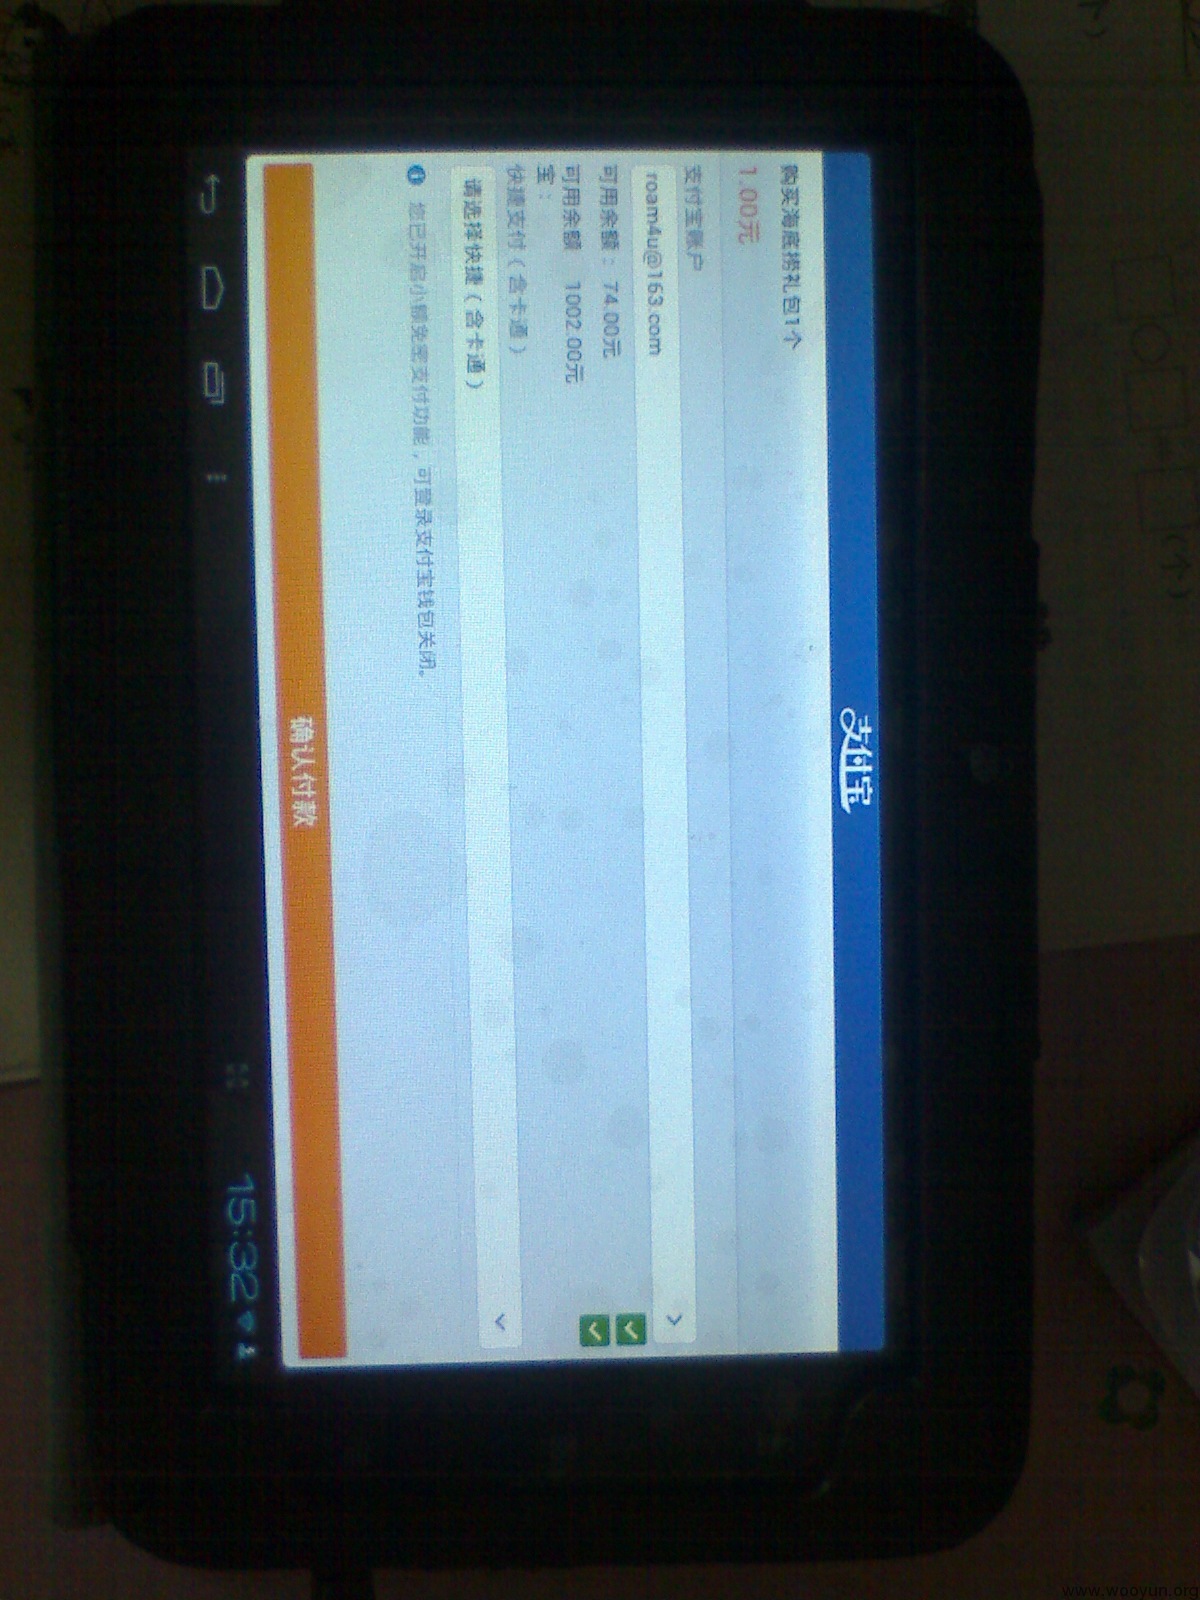 支付宝
购买海底捞礼包1个
1.00元
支付宝账户
roam4u@163.com
可用余额： 74.00元
可用余额 1002.00元
宝：
快捷支付（含卡通）
请选择快捷（含卡通）
您已开启小额免密支付功能，可登录支付宝钱包关闭。
确认付款
15:32
www.wooyun.org